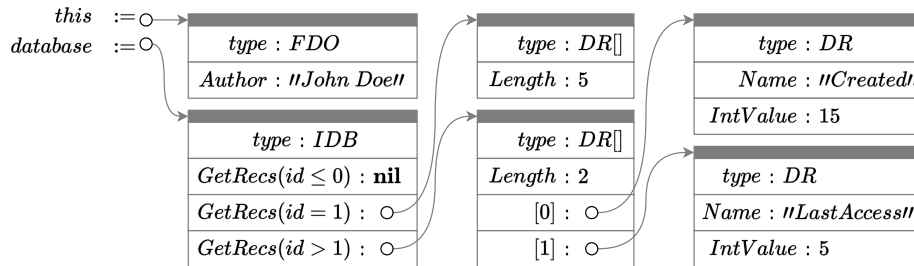 this :=
database :=
type : FDO
Author : "John Doe"
type : IDB
GetRecs(id ≤ 0) : nil
GetRecs(id = 1) :
GetRecs(id > 1) :
type : DR[]
Length : 5
type : DR[]
Length : 2
[0] :
[1] :
type : DR
Name : "Created"
IntValue : 15
type : DR
Name : "LastAccess"
IntValue : 5